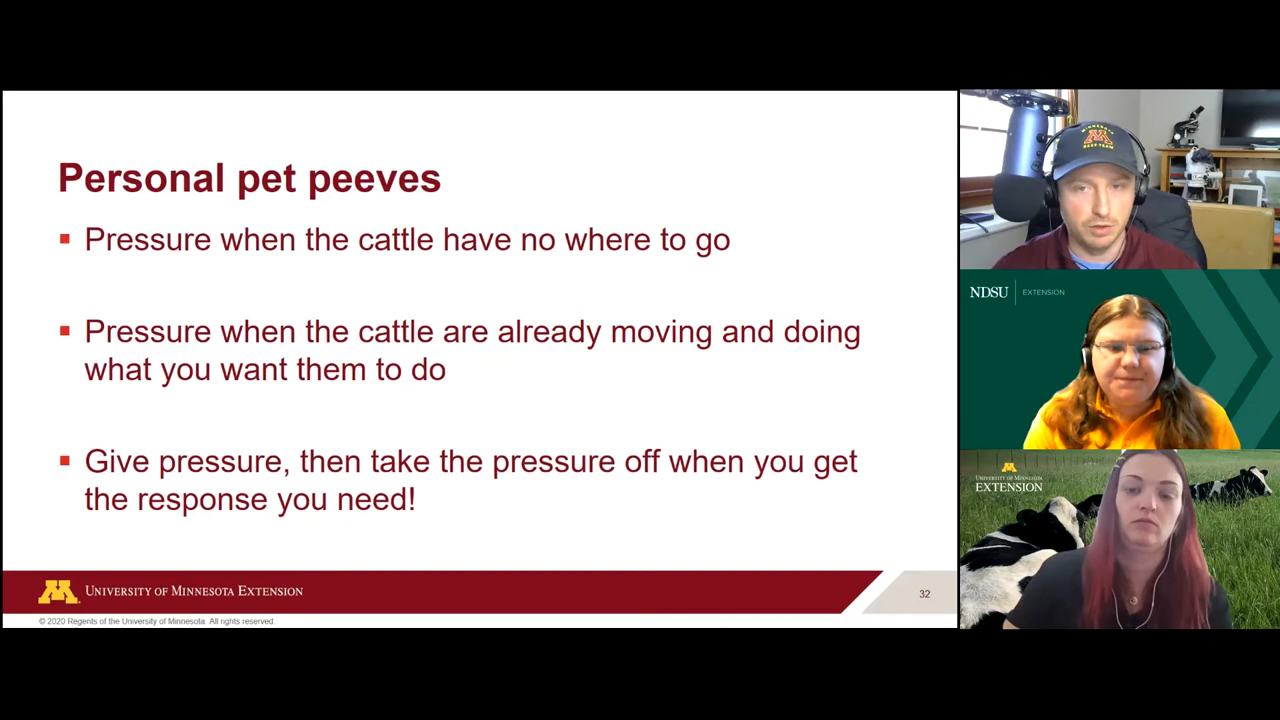 Personal pet peeves
▪ Pressure when the cattle have no where to go
▪ Pressure when the cattle are already moving and doing
what you want them to do
▪ Give pressure, then take the pressure off when you get
the response you need!
M
UNIVERSITY OF MINNESOTA EXTENSION
32
© 2020 Regents of the University of Minnesota. All rights reserved.
MINNESOTA
M
BEEF TEAM
NDSU EXTENSION
M
UNIVERSITY OF MINNESOTA
EXTENSION